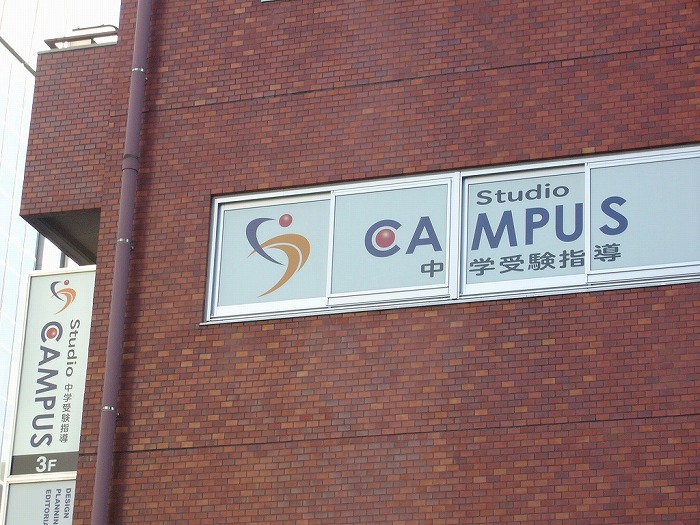 Studio
CAMPUS
中学受験指導
Studio 中学受験指導
CAMPUS
3F
DESIGN
PLANNING
EDITORIAL